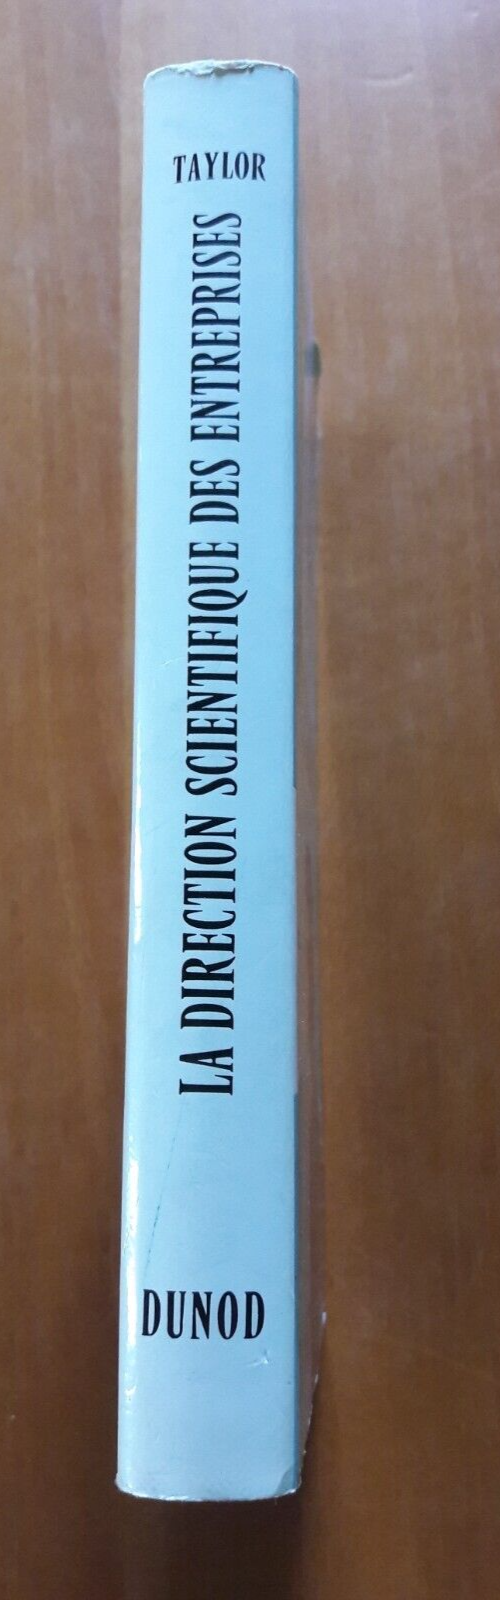 TAYLOR
LA DIRECTION SCIENTIFIQUE DES ENTREPRISES
DUNOD